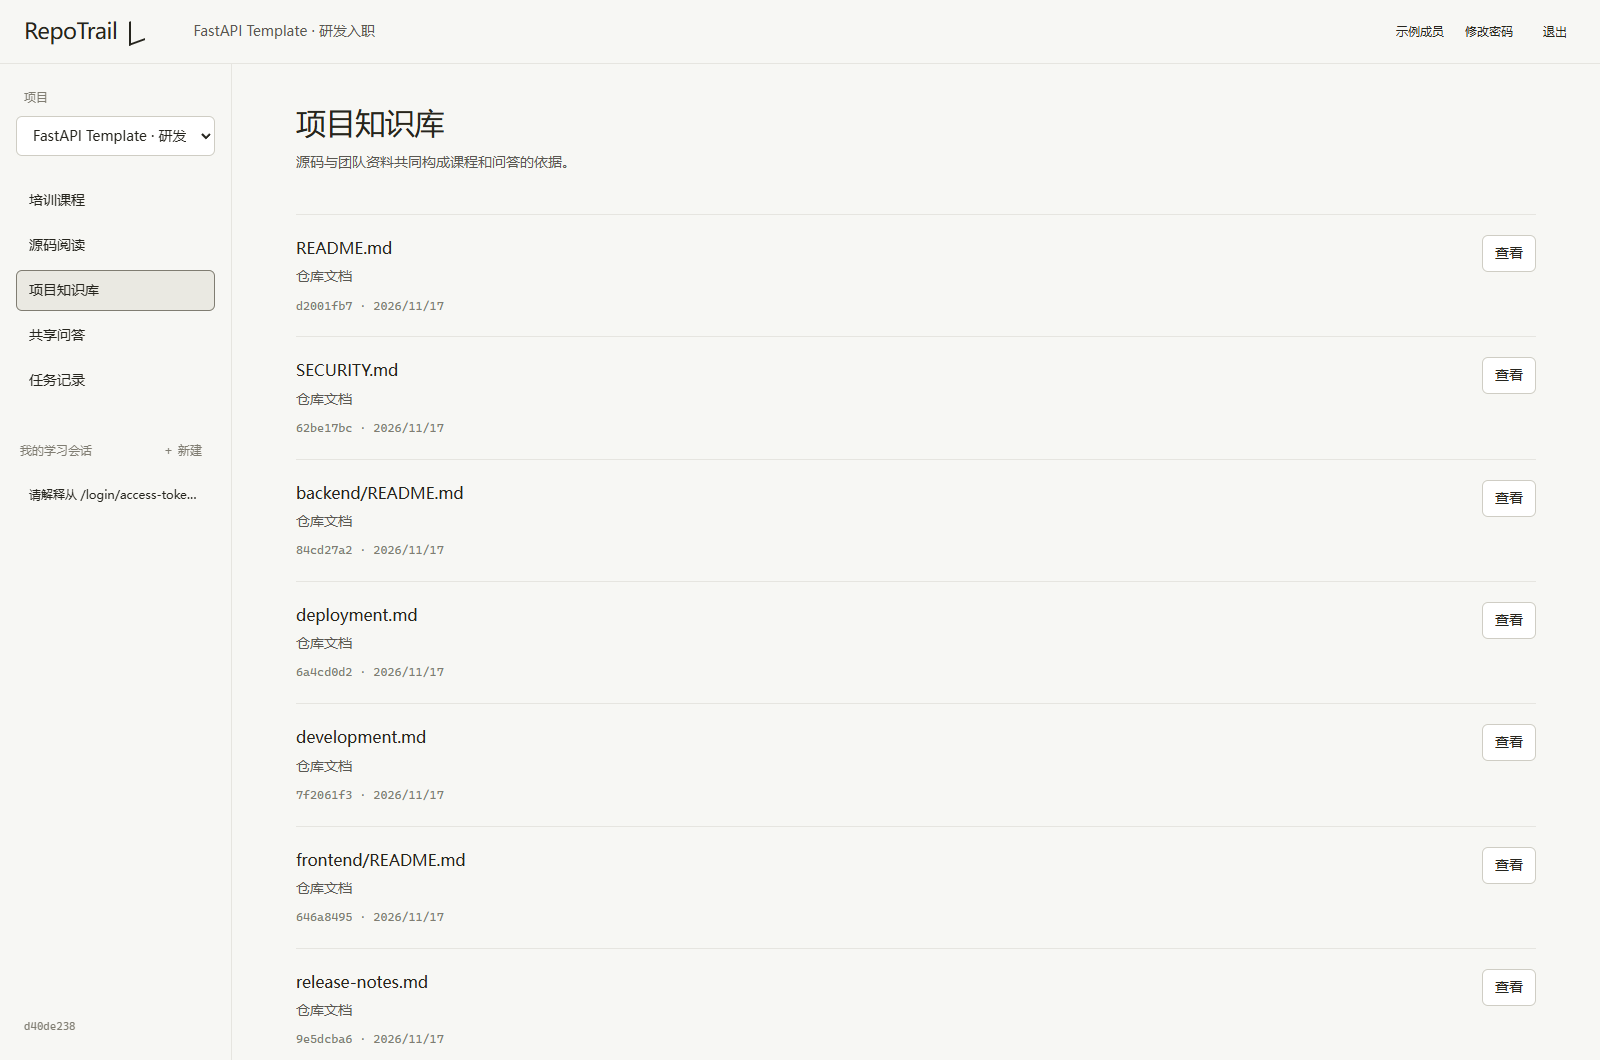 RepoTrail
FastAPI Template · 研发入职
示例成员
修改密码
退出
项目
FastAPI Template · 研发
培训课程
源码阅读
项目知识库
共享问答
任务记录
我的学习会话
+ 新建
请解释从 /login/access-toke...
d40de238
项目知识库
源码与团队资料共同构成课程和问答的依据。
README.md
查看
仓库文档
d2001fb7 · 2026/11/17
SECURITY.md
查看
仓库文档
62be17bc · 2026/11/17
backend/README.md
查看
仓库文档
84cd27a2 · 2026/11/17
deployment.md
查看
仓库文档
6a4cd0d2 · 2026/11/17
development.md
查看
仓库文档
7f2061f3 · 2026/11/17
frontend/README.md
查看
仓库文档
646a8495 · 2026/11/17
release-notes.md
查看
仓库文档
9e5dcba6 · 2026/11/17